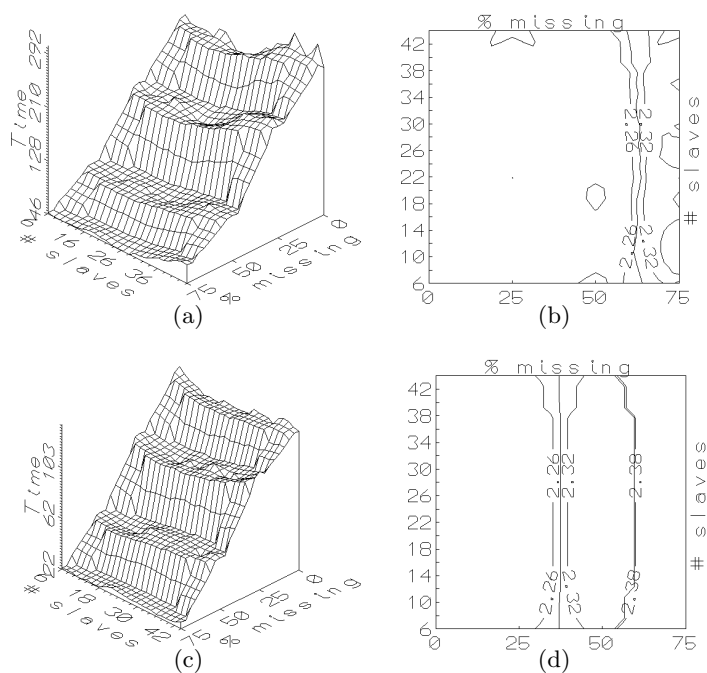 Time
46 128 210 292
# slaves
0 16 26 36
% missing
75 50 25 0
(a)
% missing
42
38
34
30
26
22
18
14
10
6
0 25 50 75
# slaves
2.26 2.32
2.26 2.32
(b)
Time
22 62 103
# slaves
0 18 30 42
% missing
75 50 25 0
(c)
% missing
42
38
34
30
26
22
18
14
10
6
0 25 50 75
# slaves
2.26 2.32 2.38
2.26 2.32 2.38
(d)